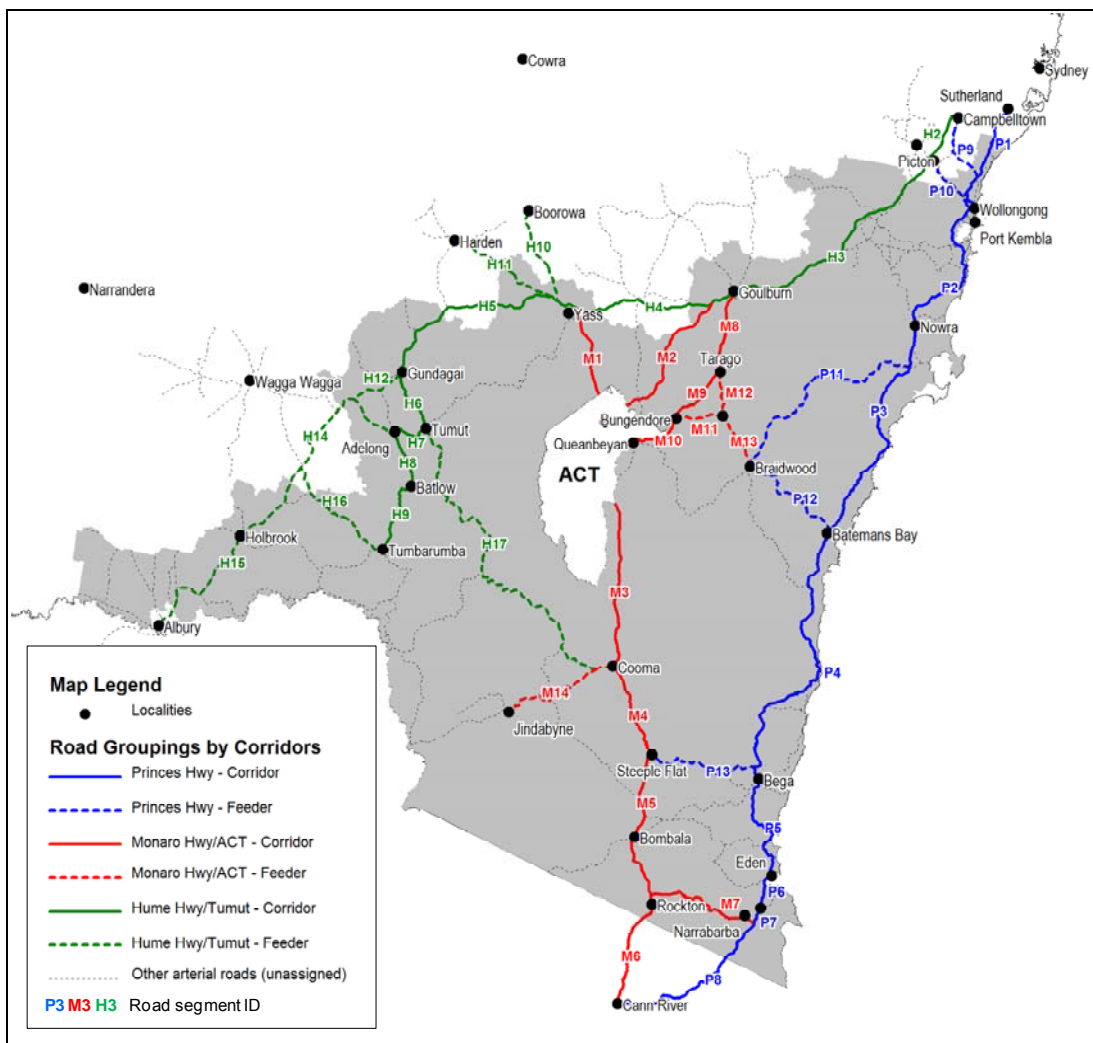 Cowra
Sydney
Sutherland
Campbelltown
H2
P1
P9
Picton
P10
Boorowa
Wollongong
Harden
H10
Port Kembla
H11
H3
Narrandera
Goulburn
P2
H5
H4
Yass
Nowra
M8
M1
M2
Tarago
Wagga Wagga
H12
Gundagai
P11
M9
M12
H6
P3
Bungendore
H14
Tumut
M11
Adelong
H7
Queanbeyan
M10
M13
H8
ACT
Braidwood
Batlow
P12
H16
H9
Batemans Bay
Holbrook
H17
Tumbarumba
H15
M3
Albury
Cooma
P4
M14
Jindabyne
M4
Steeple Flat
P13
Bega
M5
P5
Bombala
Eden
P6
Rockton
M7
P7
Narrabarba
M6
P8
Cann River
Map Legend
Localities
Road Groupings by Corridors
Princes Hwy - Corridor
Princes Hwy - Feeder
Monaro Hwy/ACT - Corridor
Monaro Hwy/ACT - Feeder
Hume Hwy/Tumut - Corridor
Hume Hwy/Tumut - Feeder
Other arterial roads (unassigned)
P3 M3 H3 Road segment ID